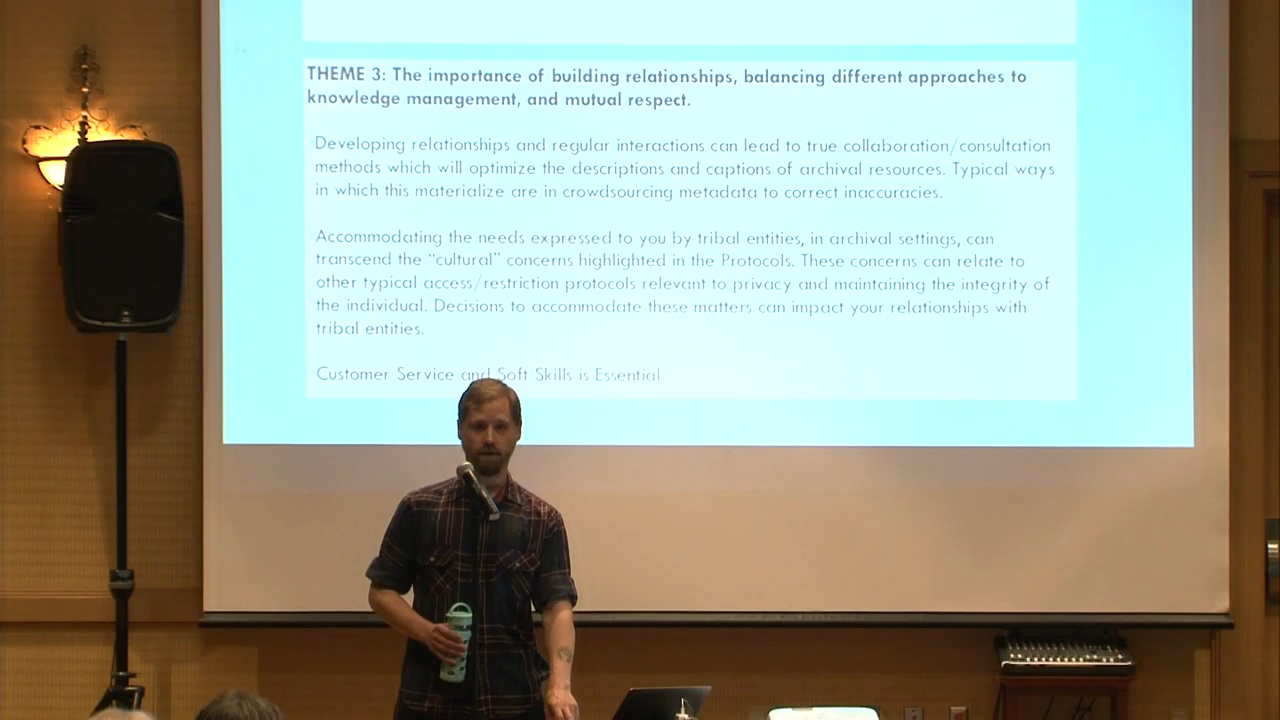 THEME 3: The importance of building relationships, balancing different approaches to
knowledge management, and mutual respect.
Developing relationships and regular interactions can lead to true collaboration/consultation
methods which will optimize the descriptions and captions of archival resources. Typical ways
in which this materialize are in crowdsourcing metadata to correct inaccuracies.
Accommodating the needs expressed to you by tribal entities, in archival settings, can
transcend the "cultural" concerns highlighted in the Protocols. These concerns can relate to
other typical access/restriction protocols relevant to privacy and maintaining the integrity of
the individual. Decisions to accommodate these matters can impact your relationships with
tribal entities.
Customer Service and Soft Skills is Essential